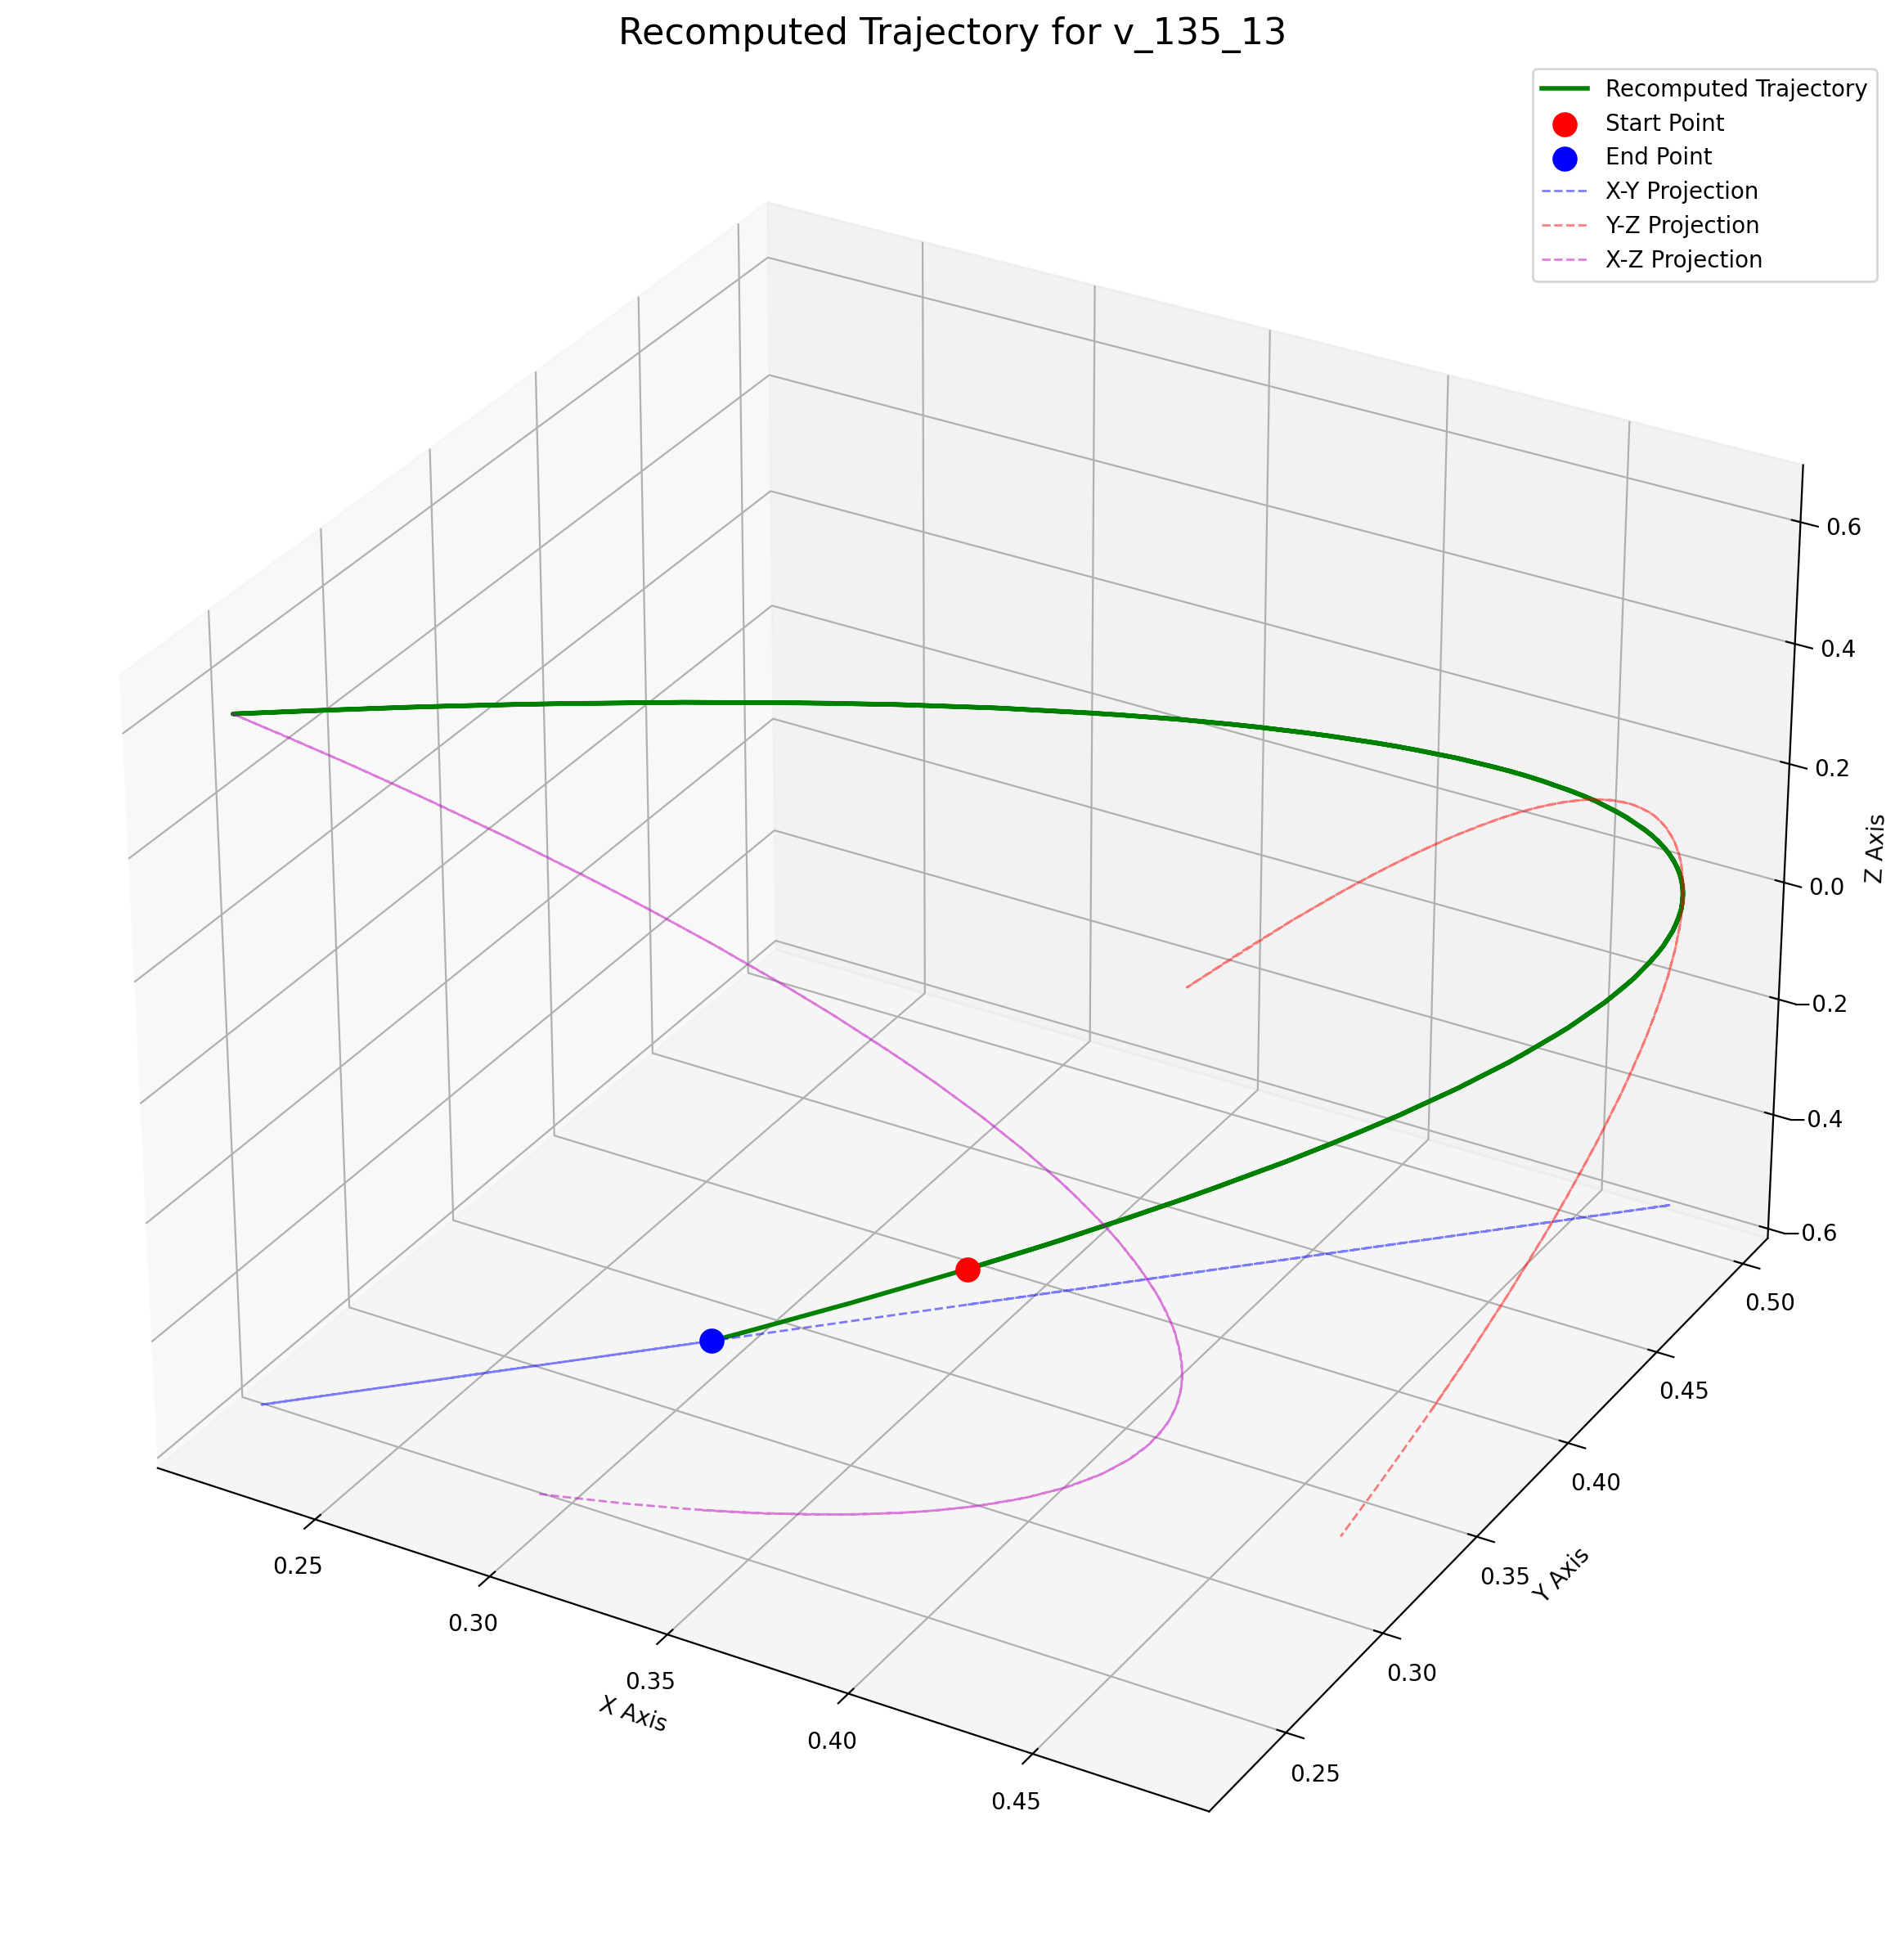 Recomputed Trajectory for v_135_13
Recomputed Trajectory
Start Point
End Point
X-Y Projection
Y-Z Projection
X-Z Projection
0.6
0.4
0.2
0.0
−0.2
−0.4
−0.6
Z Axis
0.50
0.45
0.40
0.35
0.30
0.25
Y Axis
0.25
0.30
0.35
0.40
0.45
X Axis